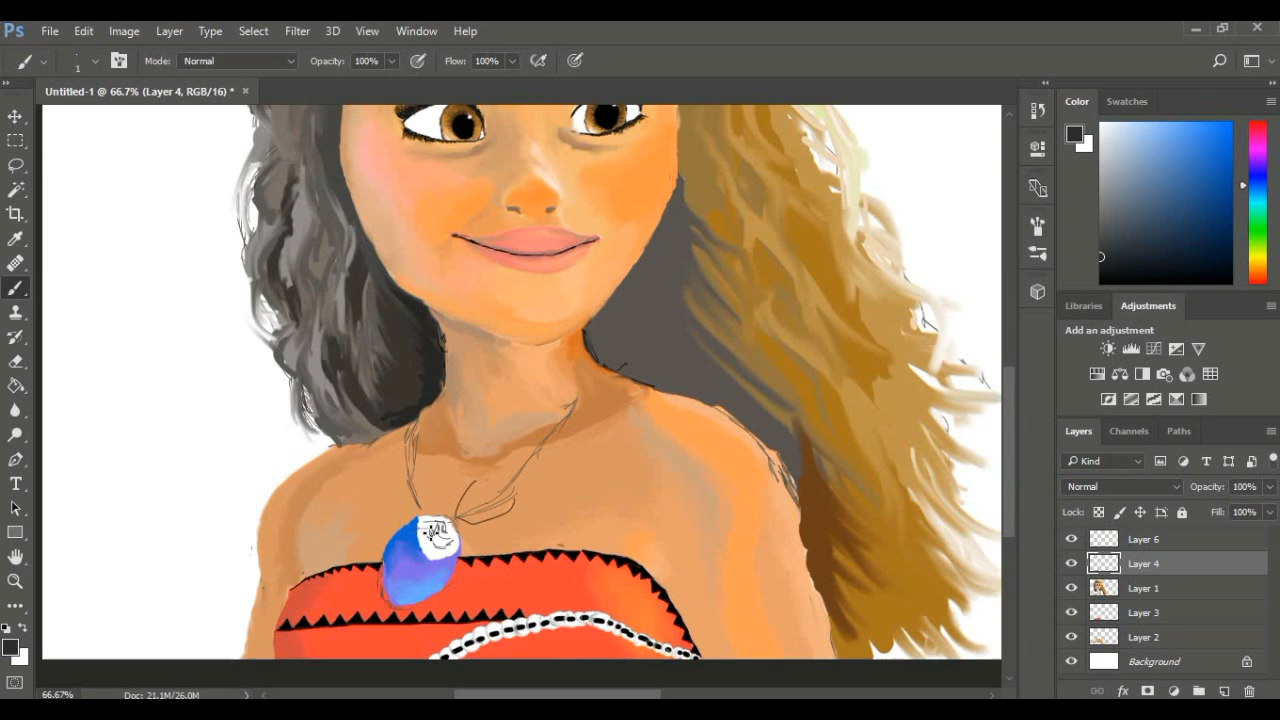 Ps File Edit Image Layer Type Select Filter 3D View Window Help
1 Mode: Normal Opacity: 100% Flow: 100%
Untitled-1 @ 66.7% (Layer 4, RGB/16) * ×
Color Swatches
Libraries Adjustments
Add an adjustment
Layers Channels Paths
Kind
Normal Opacity: 100%
Lock: Fill: 100%
Layer 6
Layer 4
Layer 1
Layer 3
Layer 2
Background
fx
66.67% Doc: 21.1M/26.0M